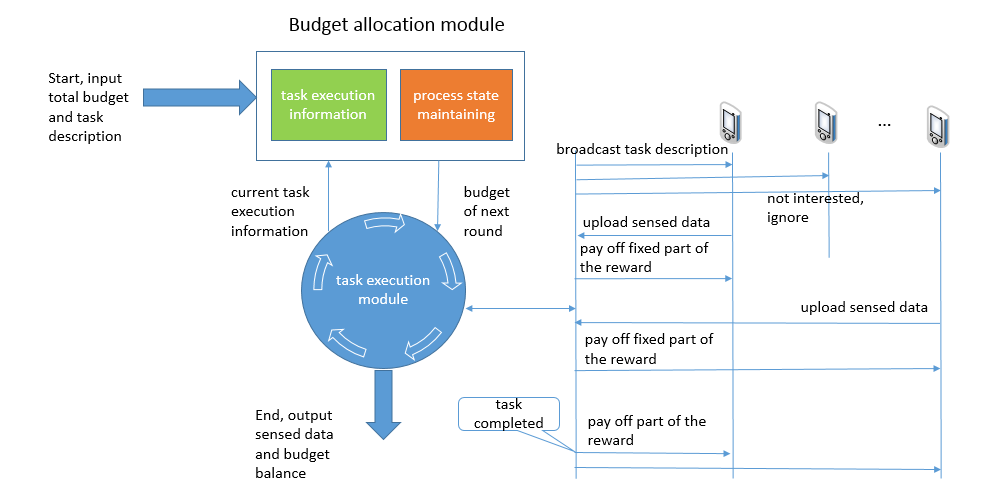 Budget allocation module
Start, input
total budget
and task
description
task execution
information
process state
maintaining
current task
execution
information
budget
of next
round
task execution
module
End, output
sensed data
and budget
balance
...
broadcast task description
not interested,
ignore
upload sensed data
pay off fixed part of
the reward
upload sensed data
pay off fixed part of
the reward
task
completed
pay off part of the
reward